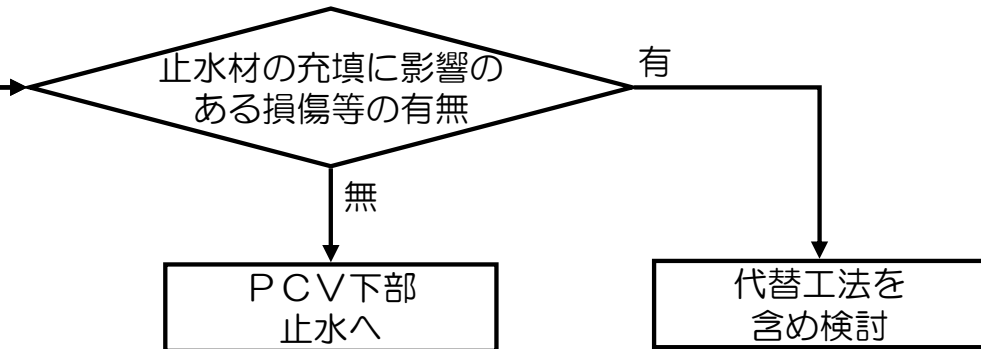 止水材の充填に影響の
ある損傷等の有無
有
無
ＰＣＶ下部
止水へ
代替工法を
含め検討